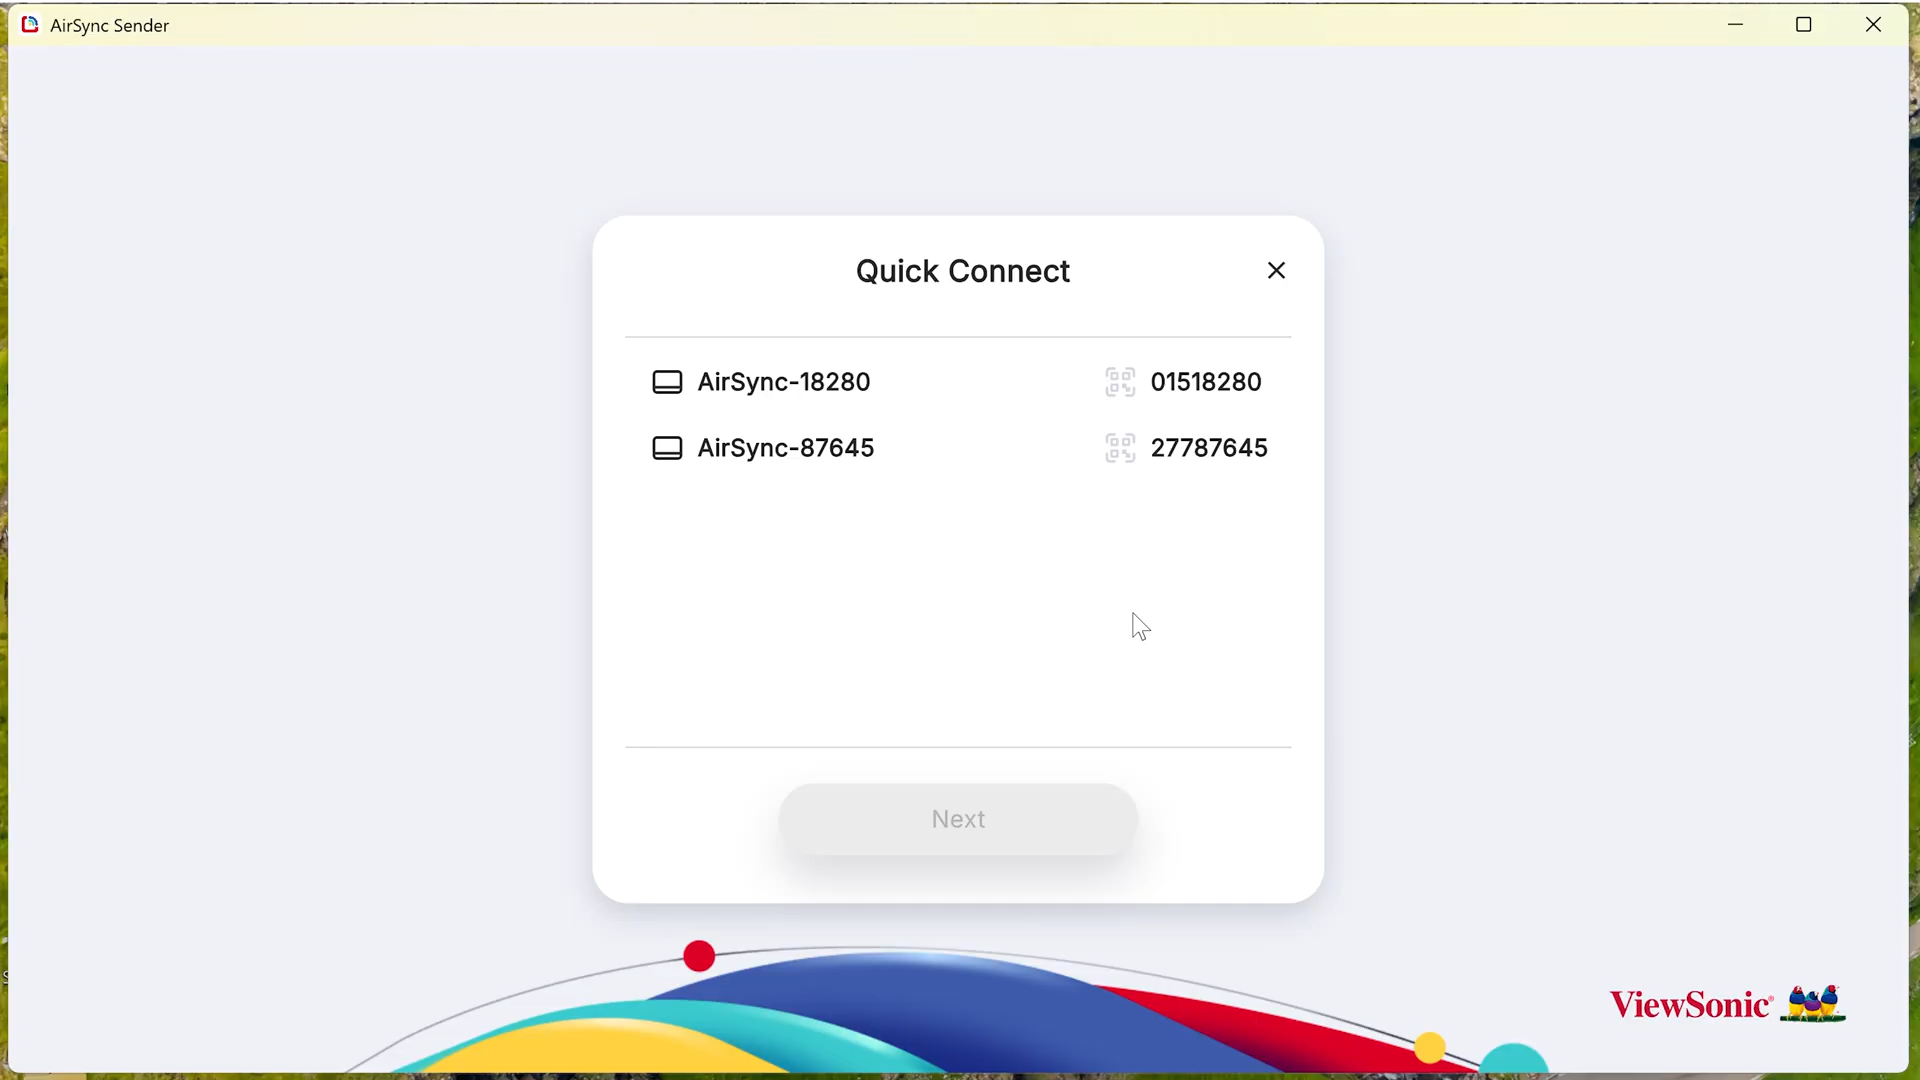 AirSync Sender
Quick Connect
AirSync-18280 01518280
AirSync-87645 27787645
Next
ViewSonic